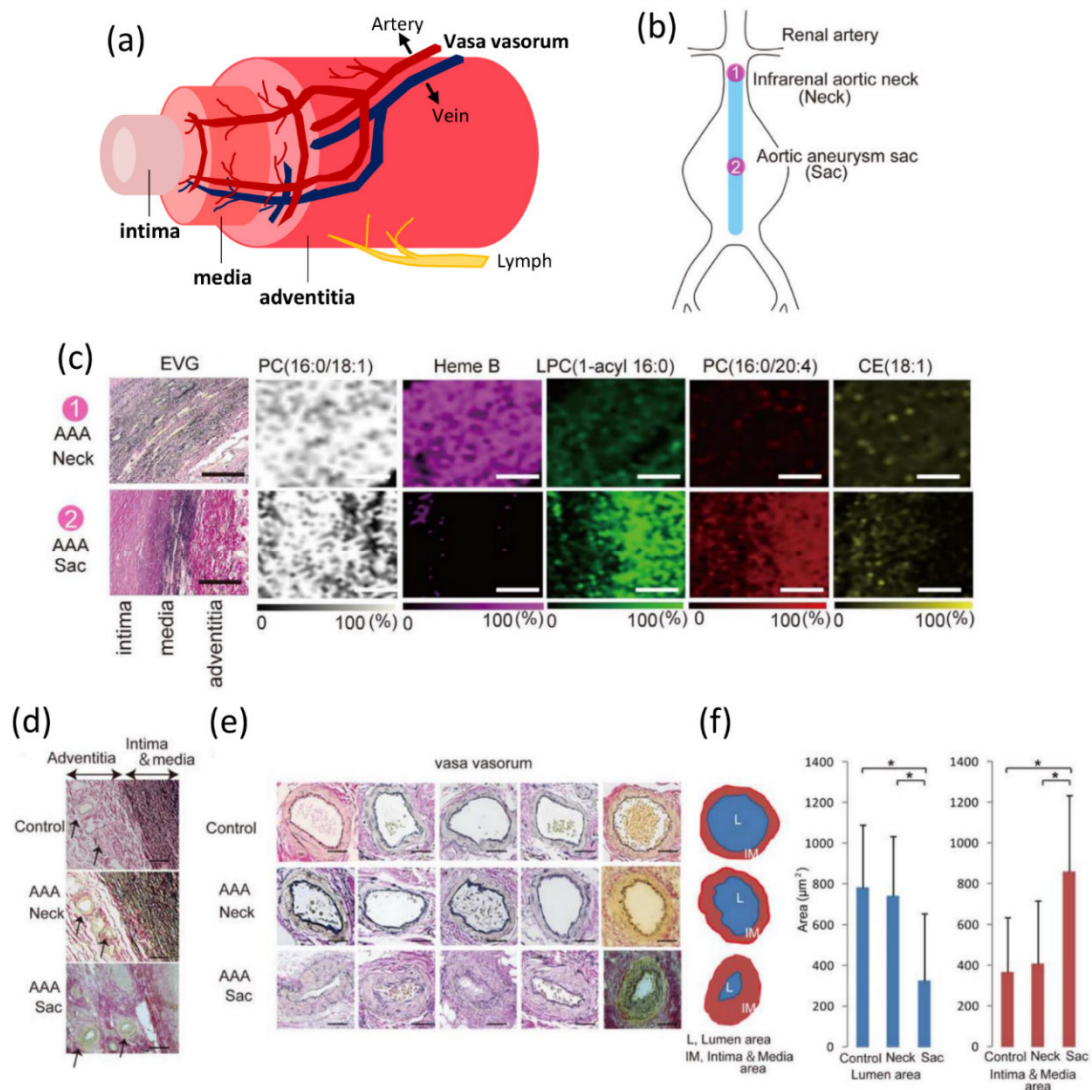 (a)
Artery
Vasa vasorum
Vein
intima
media
adventitia
Lymph
(b)
Renal artery
1
Infrarenal aortic neck
(Neck)
2
Aortic aneurysm sac
(Sac)
(c)
EVG
PC(16:0/18:1)
Heme B
LPC(1-acyl 16:0)
PC(16:0/20:4)
CE(18:1)
1
AAA
Neck
2
AAA
Sac
0 100(%)
0 100(%)
0 100(%)
0 100(%)
0 100(%)
intima
media
adventitia
(d)
Adventitia
Intima
& media
Control
AAA
Neck
AAA
Sac
(e)
vasa vasorum
Control
AAA
Neck
AAA
Sac
L
IM
L
IM
L
IM
L, Lumen area
IM, Intima & Media
area
(f)
Area (μm⁻²)
1400
1200
1000
800
600
400
200
0
*
*
Control Neck Sac
Lumen area
1400
1200
1000
800
600
400
200
0
*
*
Control Neck Sac
Intima & Media
area